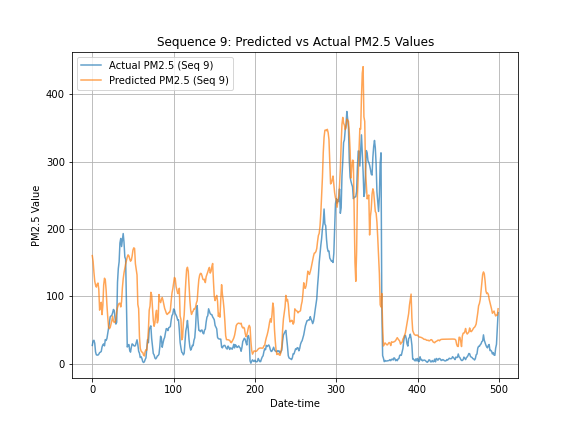 Sequence 9: Predicted vs Actual PM2.5 Values
Actual PM2.5 (Seq 9)
Predicted PM2.5 (Seq 9)
400
300
200
100
0
PM2.5 Value
0 100 200 300 400 500
Date-time